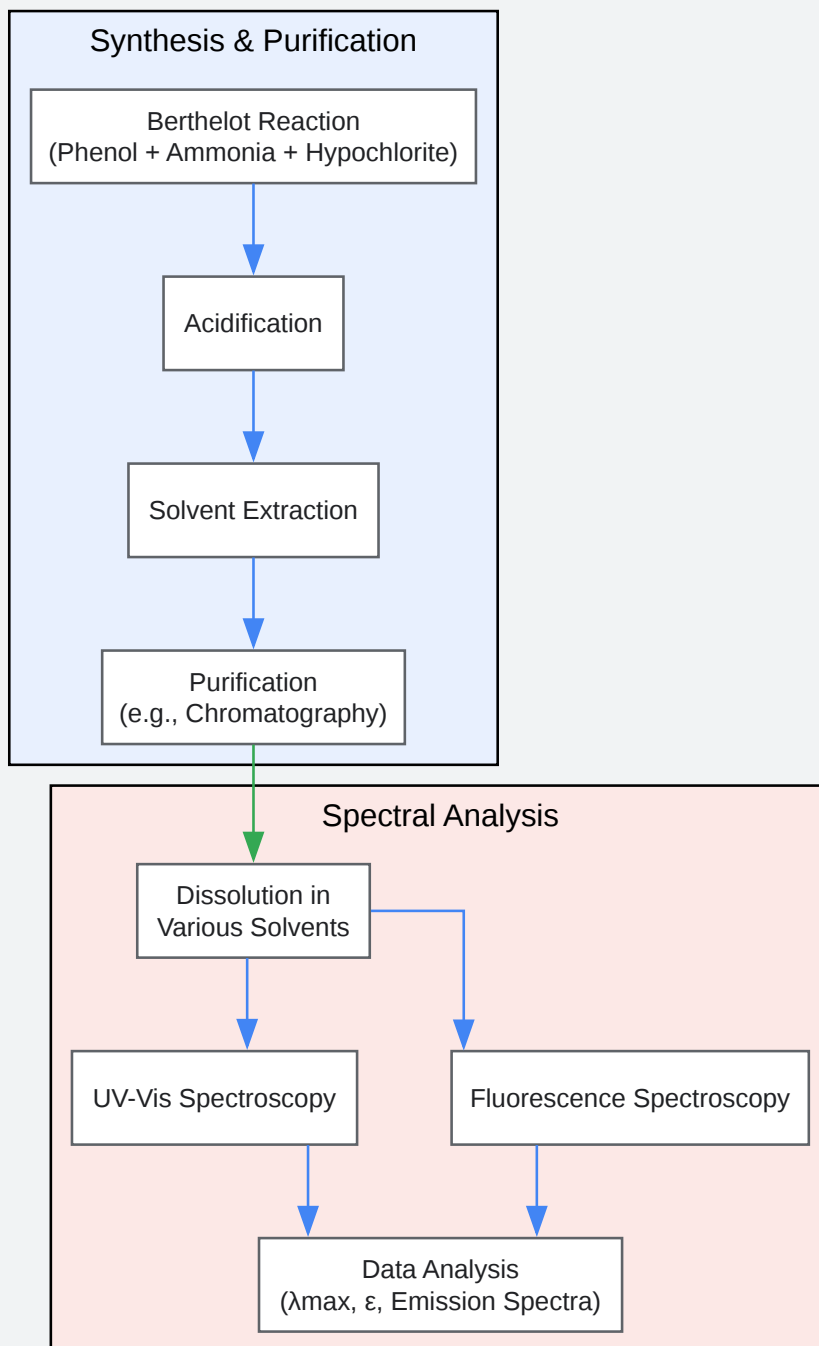 Synthesis & Purification
Berthelot Reaction
(Phenol + Ammonia + Hypochlorite)
Acidification
Solvent Extraction
Purification
(e.g., Chromatography)
Spectral Analysis
Dissolution in
Various Solvents
UV-Vis Spectroscopy
Fluorescence Spectroscopy
Data Analysis
(λmax, ε, Emission Spectra)